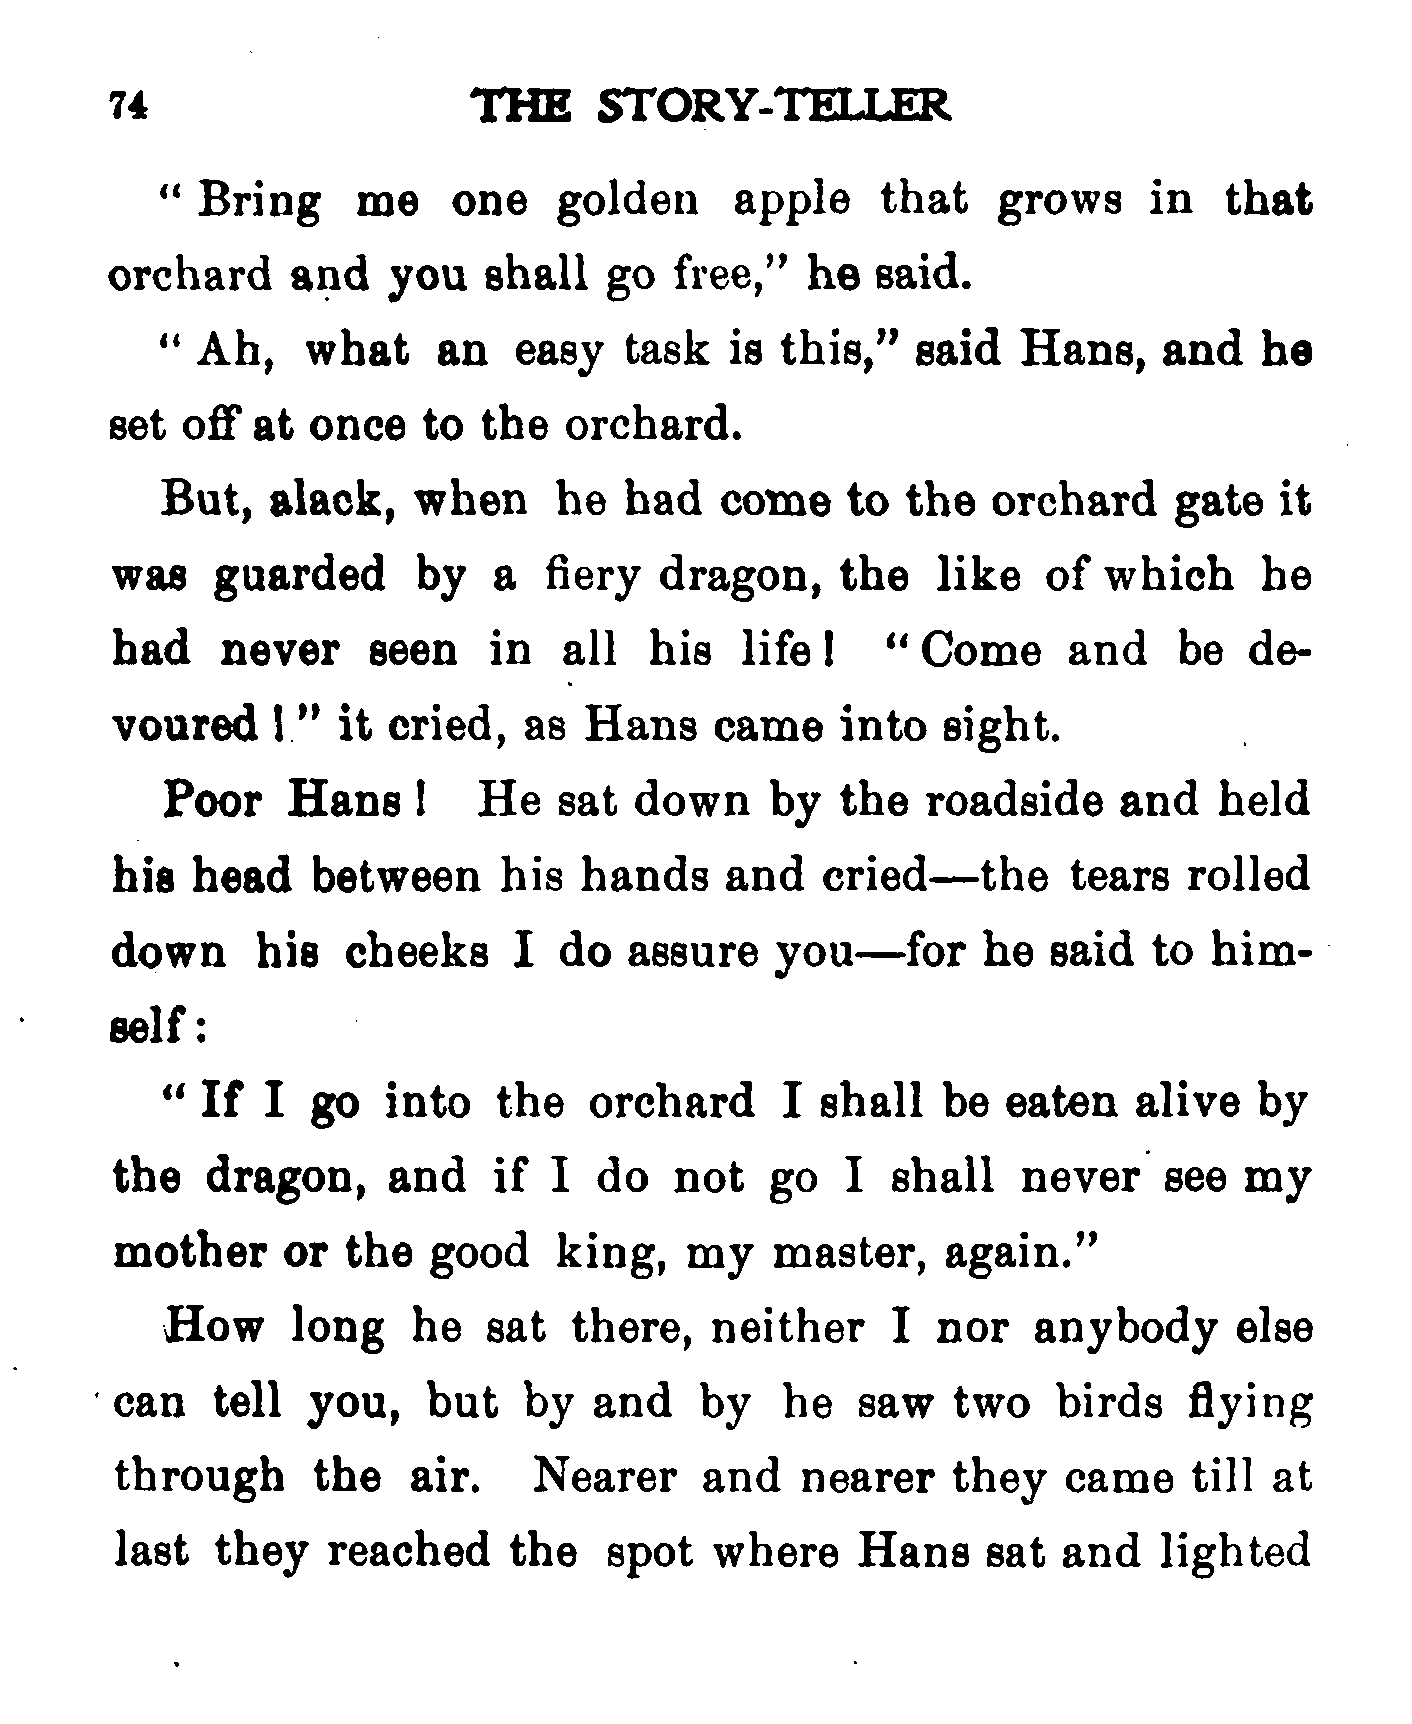 74 THE STORY-TELLER
“ Bring me one golden apple that grows in that
orchard and you shall go free,” he said.
“ Ah, what an easy task is this,” said Hans, and he
set off at once to the orchard.
But, alack, when he had come to the orchard gate it
was guarded by a fiery dragon, the like of which he
had never seen in all his life! “ Come and be de-
voured!” it cried, as Hans came into sight.
Poor Hans! He sat down by the roadside and held
his head between his hands and cried—the tears rolled
down his cheeks I do assure you—for he said to him-
self:
“ If I go into the orchard I shall be eaten alive by
the dragon, and if I do not go I shall never see my
mother or the good king, my master, again.”
How long he sat there, neither I nor anybody else
can tell you, but by and by he saw two birds flying
through the air. Nearer and nearer they came till at
last they reached the spot where Hans sat and lighted